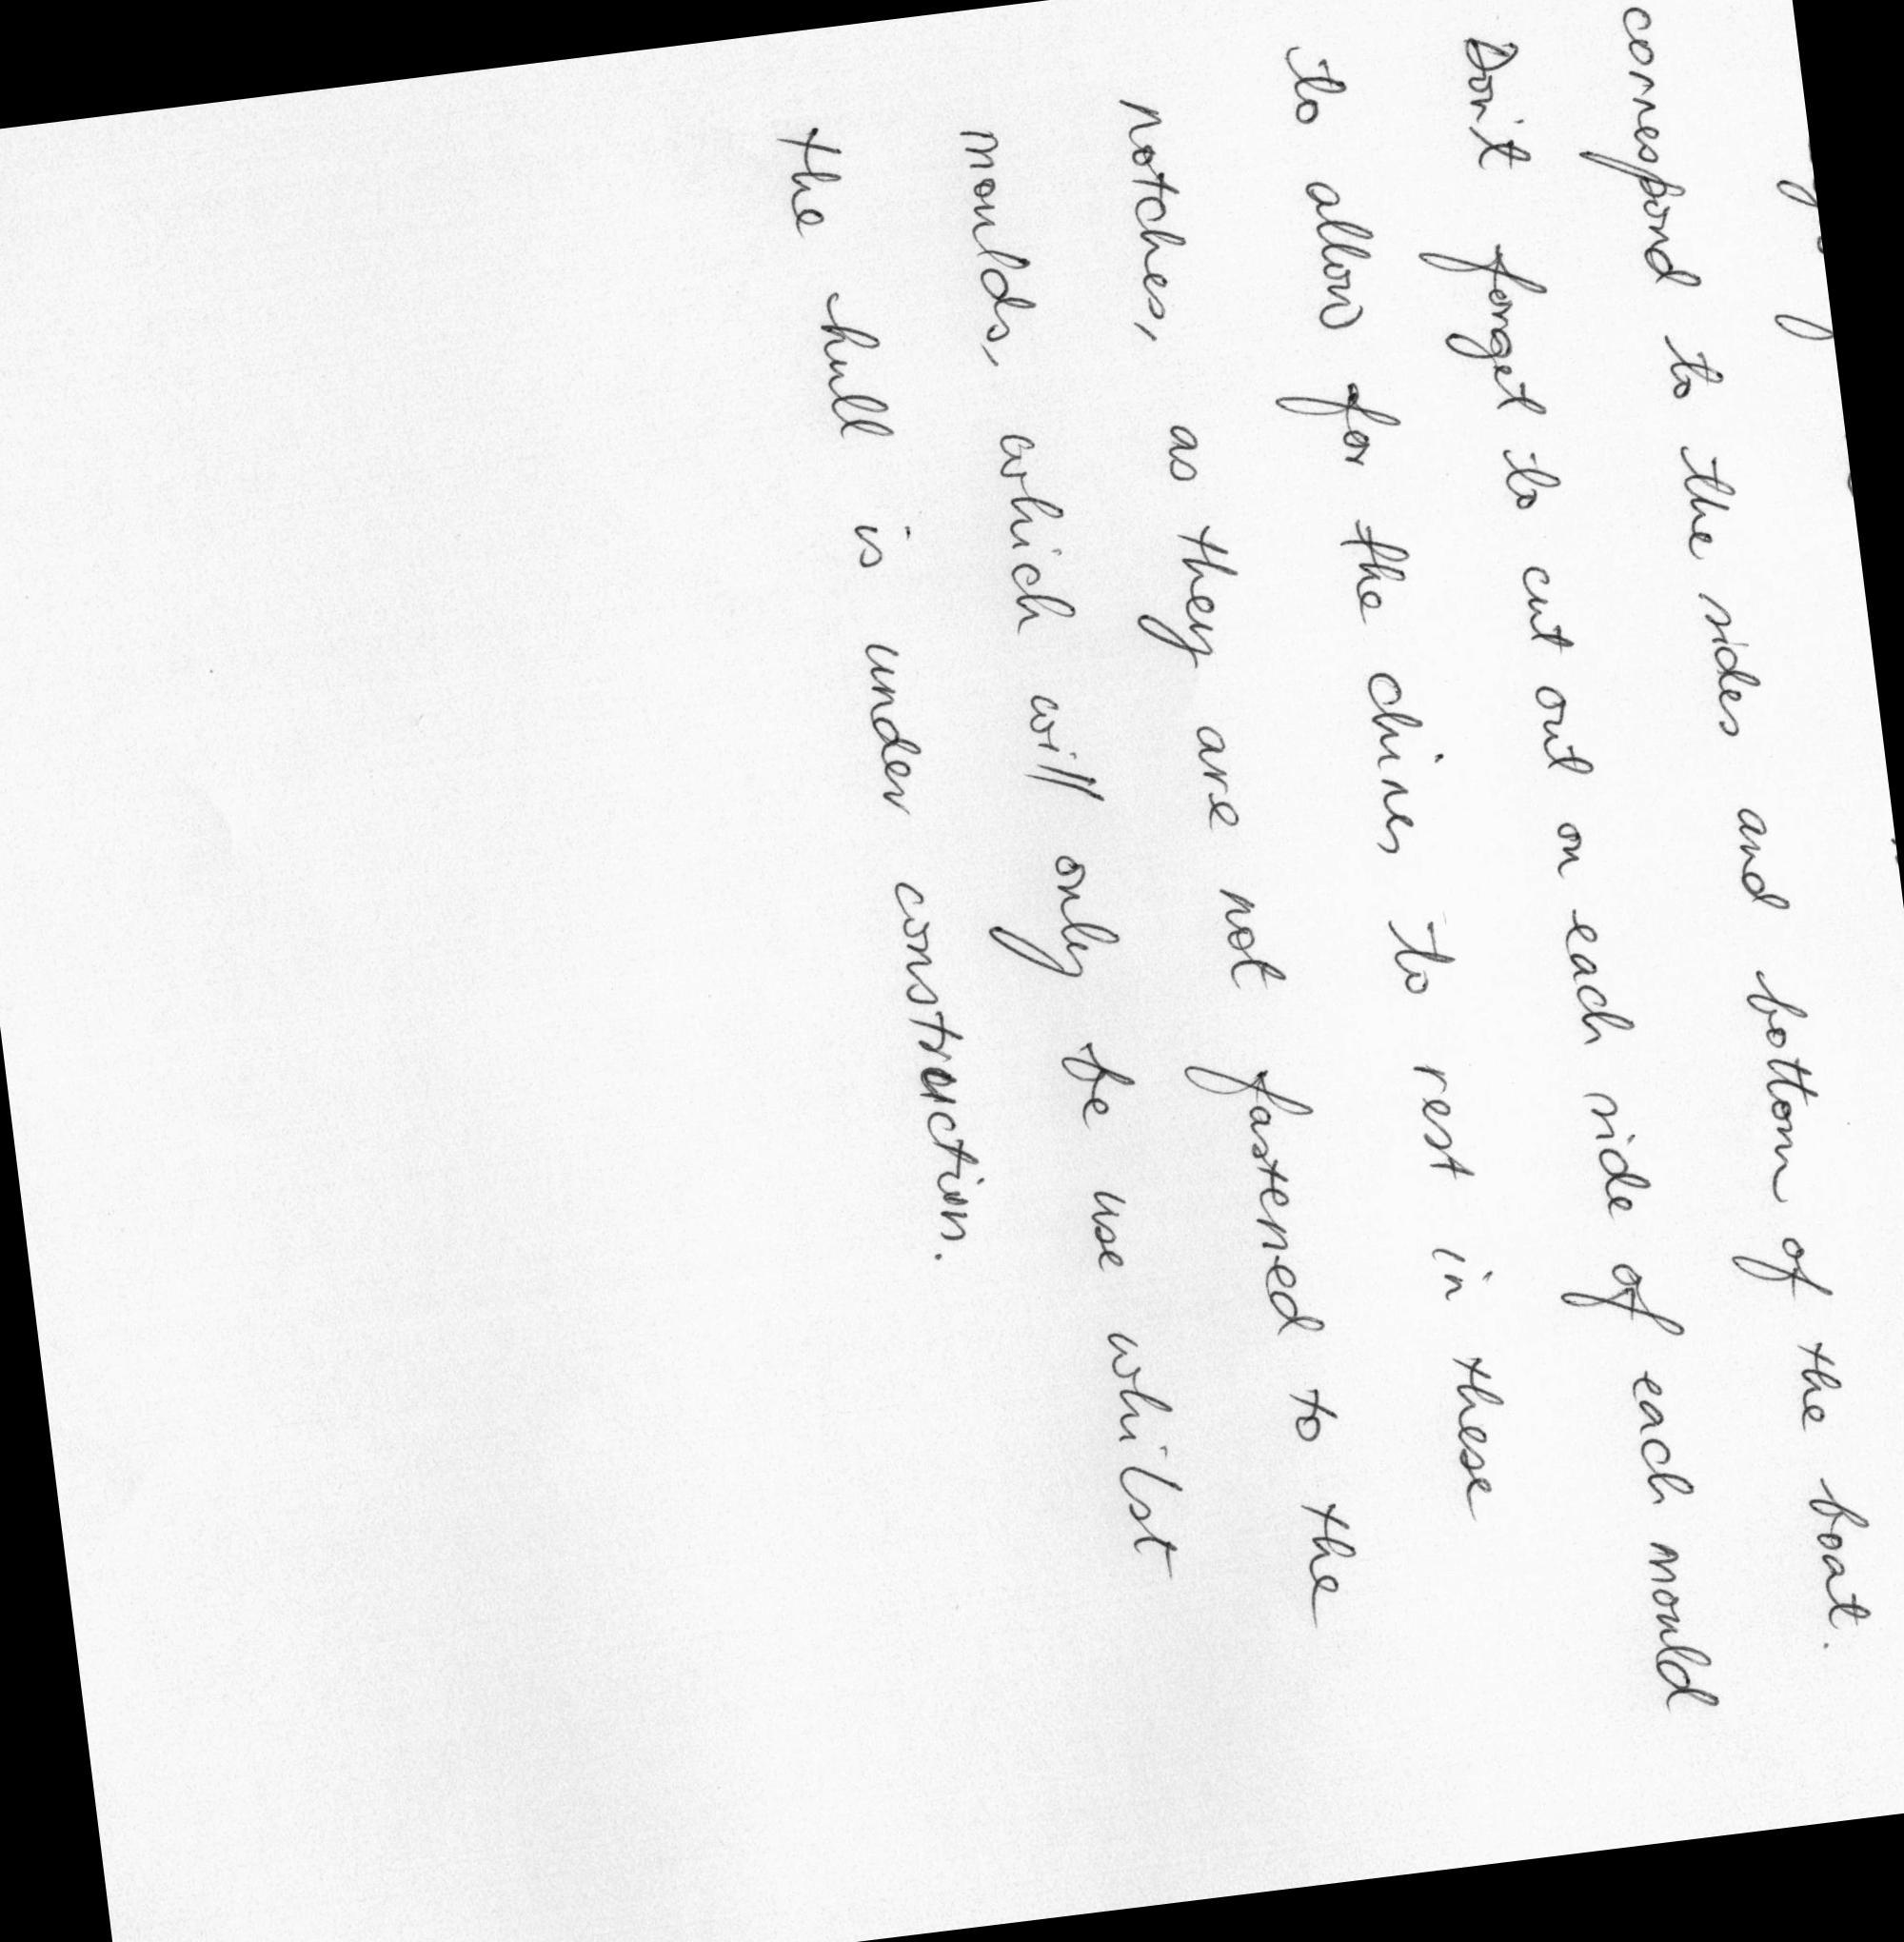 correspond to the sides and bottom of the boat.
Don't forget to cut out on each side of each mould
to allow for the chines to rest in these
notches, as they are not fastened to the
moulds, which will only be use whilst
the hull is under construction.